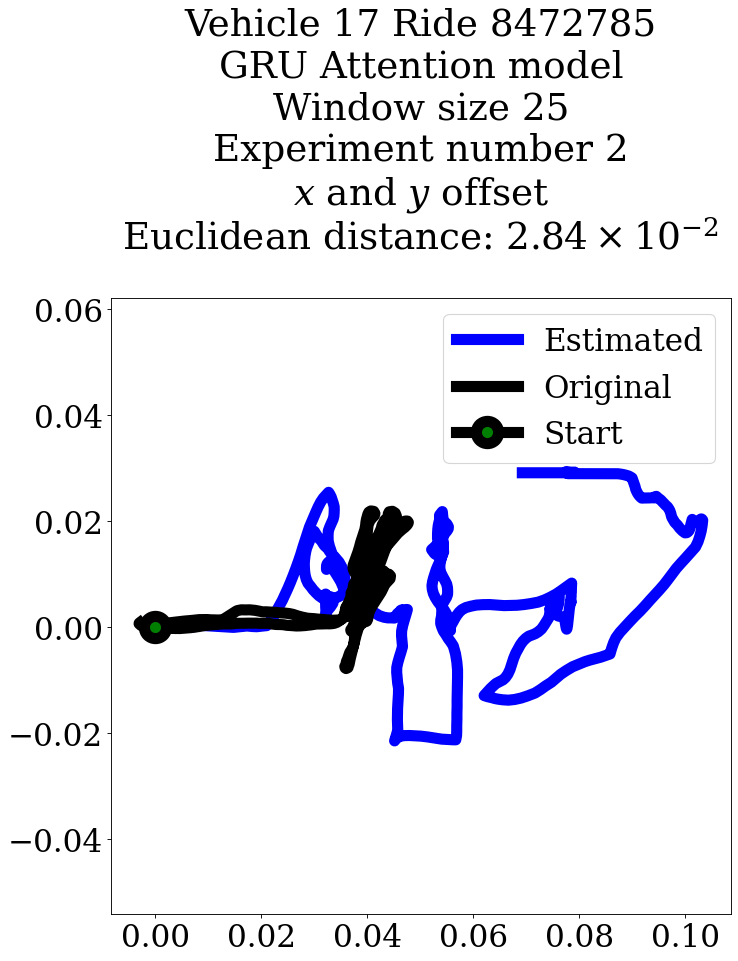 Vehicle 17 Ride 8472785
GRU Attention model
Window size 25
Experiment number 2
x and y offset
Euclidean distance: 2.84 × 10⁻²
Estimated
Original
Start
0.06
0.04
0.02
0.00
−0.02
−0.04
0.00 0.02 0.04 0.06 0.08 0.10